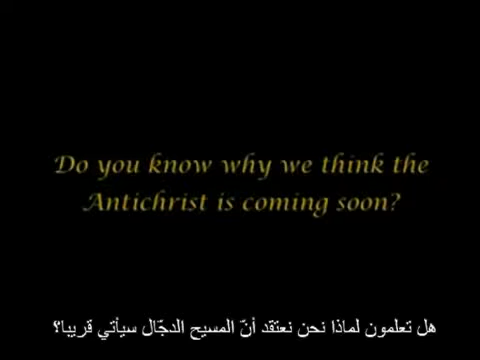 Do you know why we think the
Antichrist is coming soon?
هل تعلمون لماذا نحن نعتقد أنّ المسيح الدجّال سيأتي قريبا؟